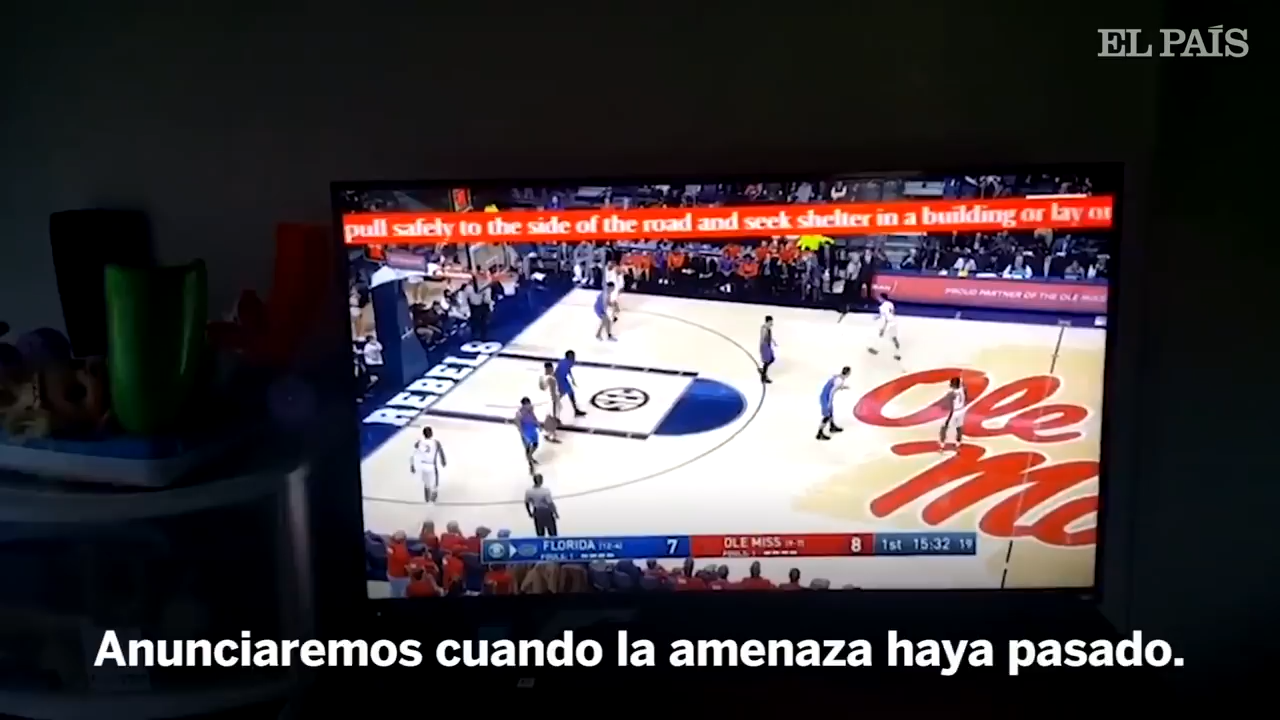 EL PAÍS
pull safely to the side of the road and seek shelter in a building or lay
PROUD PARTNER OF THE OLE MISS
REBELS
SEC
Ole
FLORIDA 7 OLE MISS 8 1st 15:32 19
Anunciaremos cuando la amenaza haya pasado.